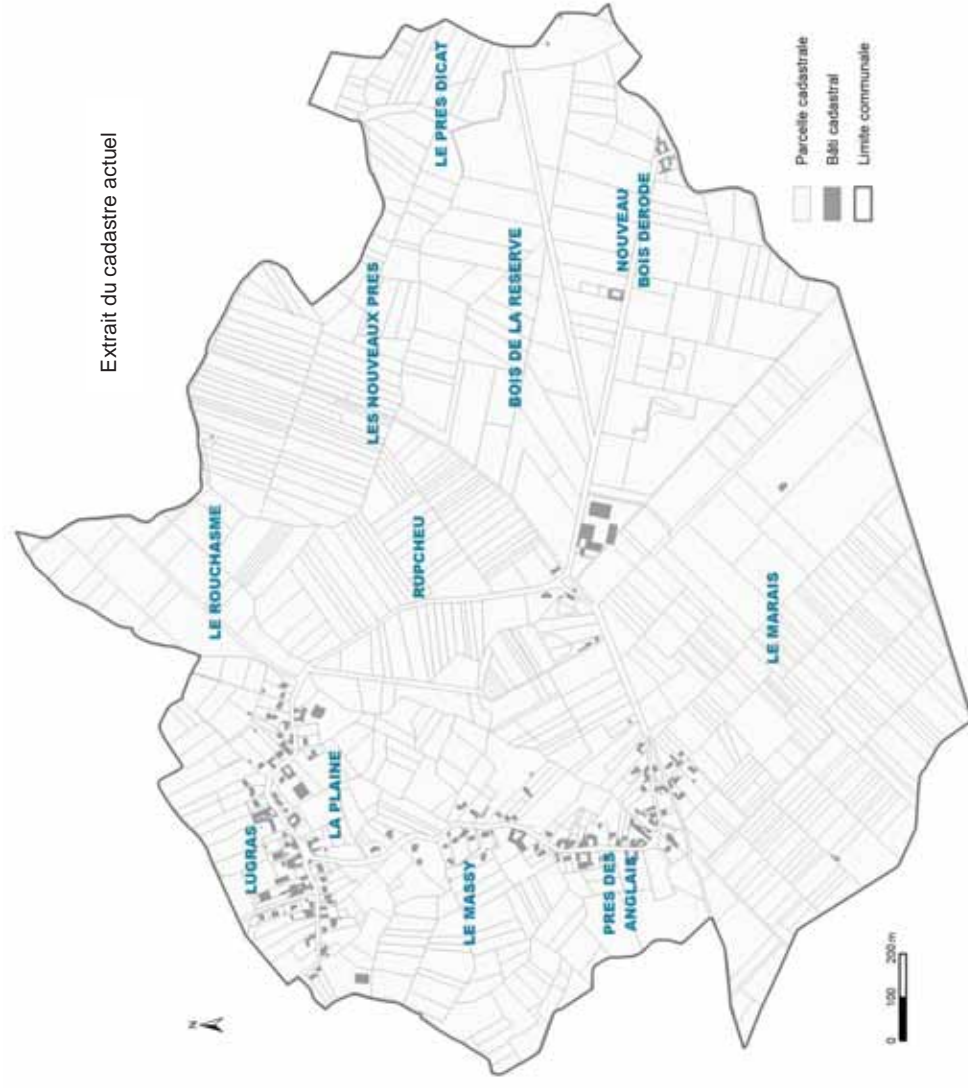 Extrait du cadastre actuel
LE ROUCHASME
LUGRAS
LA PLAINE
LES NOUVEAUX PRES
LE PRES DICAT
RUPCHEU
LE MASSY
BOIS DE LA RESERVE
PRES DES
ANGLAIS
NOUVEAU
BOIS DERODE
LE MARAIS
Parcelle cadastrale
Bâti cadastral
Limite communale
N
0 100 200 m